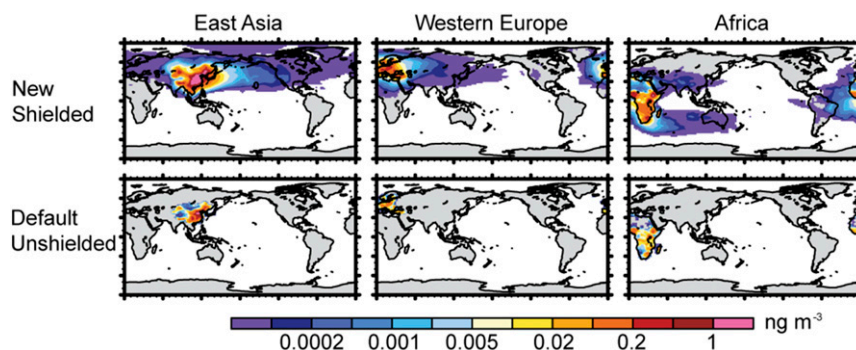 East Asia Western Europe Africa
New
Shielded
Default
Unshielded
ng m⁻³
0.0002 0.001 0.005 0.02 0.2 1